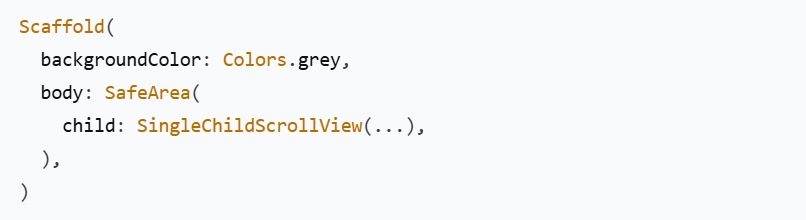 Scaffold(
  backgroundColor: Colors.grey,
  body: SafeArea(
    child: SingleChildScrollView(...),
  ),
)